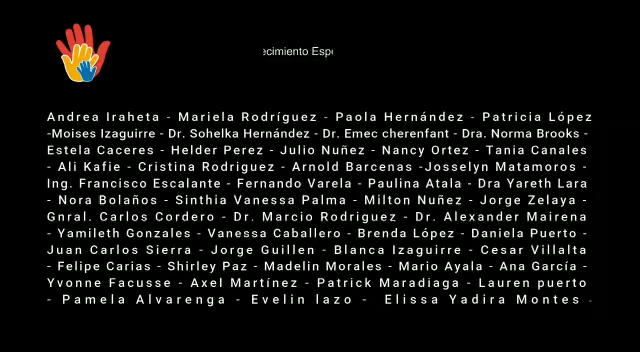 ecimiento Espe
Andrea Iraheta - Mariela Rodríguez - Paola Hernández - Patricia López
-Moises Izaguirre - Dr. Sohelka Hernández - Dr. Emec cherenfant - Dra. Norma Brooks -
Estela Caceres - Helder Perez - Julio Nuñez - Nancy Ortez - Tania Canales
- Ali Kafie - Cristina Rodriguez - Arnold Barcenas -Josselyn Matamoros -
Ing. Francisco Escalante - Fernando Varela - Paulina Atala - Dra Yareth Lara
- Nora Bolaños - Sinthia Vanessa Palma - Milton Nuñez - Jorge Zelaya -
Gnral. Carlos Cordero - Dr. Marcio Rodriguez - Dr. Alexander Mairena
- Yamileth Gonzales - Vanessa Caballero - Brenda López - Daniela Puerto -
Juan Carlos Sierra - Jorge Guillen - Blanca Izaguirre - Cesar Villalta
- Felipe Carias - Shirley Paz - Madelin Morales - Mario Ayala - Ana García -
Yvonne Facusse - Axel Martínez - Patrick Maradiaga - Lauren puerto
- Pamela Alvarenga - Evelin lazo - Elissa Yadira Montes -